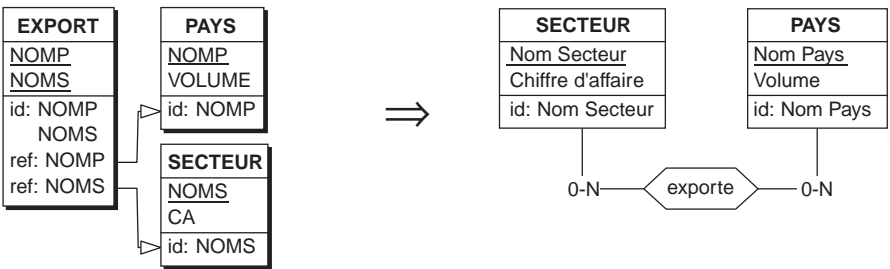 EXPORT
NOMP
NOMS
id: NOMP
NOMS
ref: NOMP
ref: NOMS
PAYS
NOMP
VOLUME
id: NOMP
SECTEUR
NOMS
CA
id: NOMS
⇒
SECTEUR
Nom Secteur
Chiffre d'affaire
id: Nom Secteur
PAYS
Nom Pays
Volume
id: Nom Pays
0-N
exporte
0-N